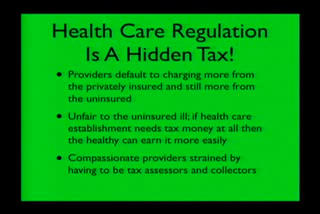 Health Care Regulation
Is A Hidden Tax!
• Providers default to charging more from
the privately insured and still more from
the uninsured
• Unfair to the uninsured ill; if health care
establishment needs tax money at all then
the healthy can earn it more easily
• Compassionate providers strained by
having to be tax assessors and collectors